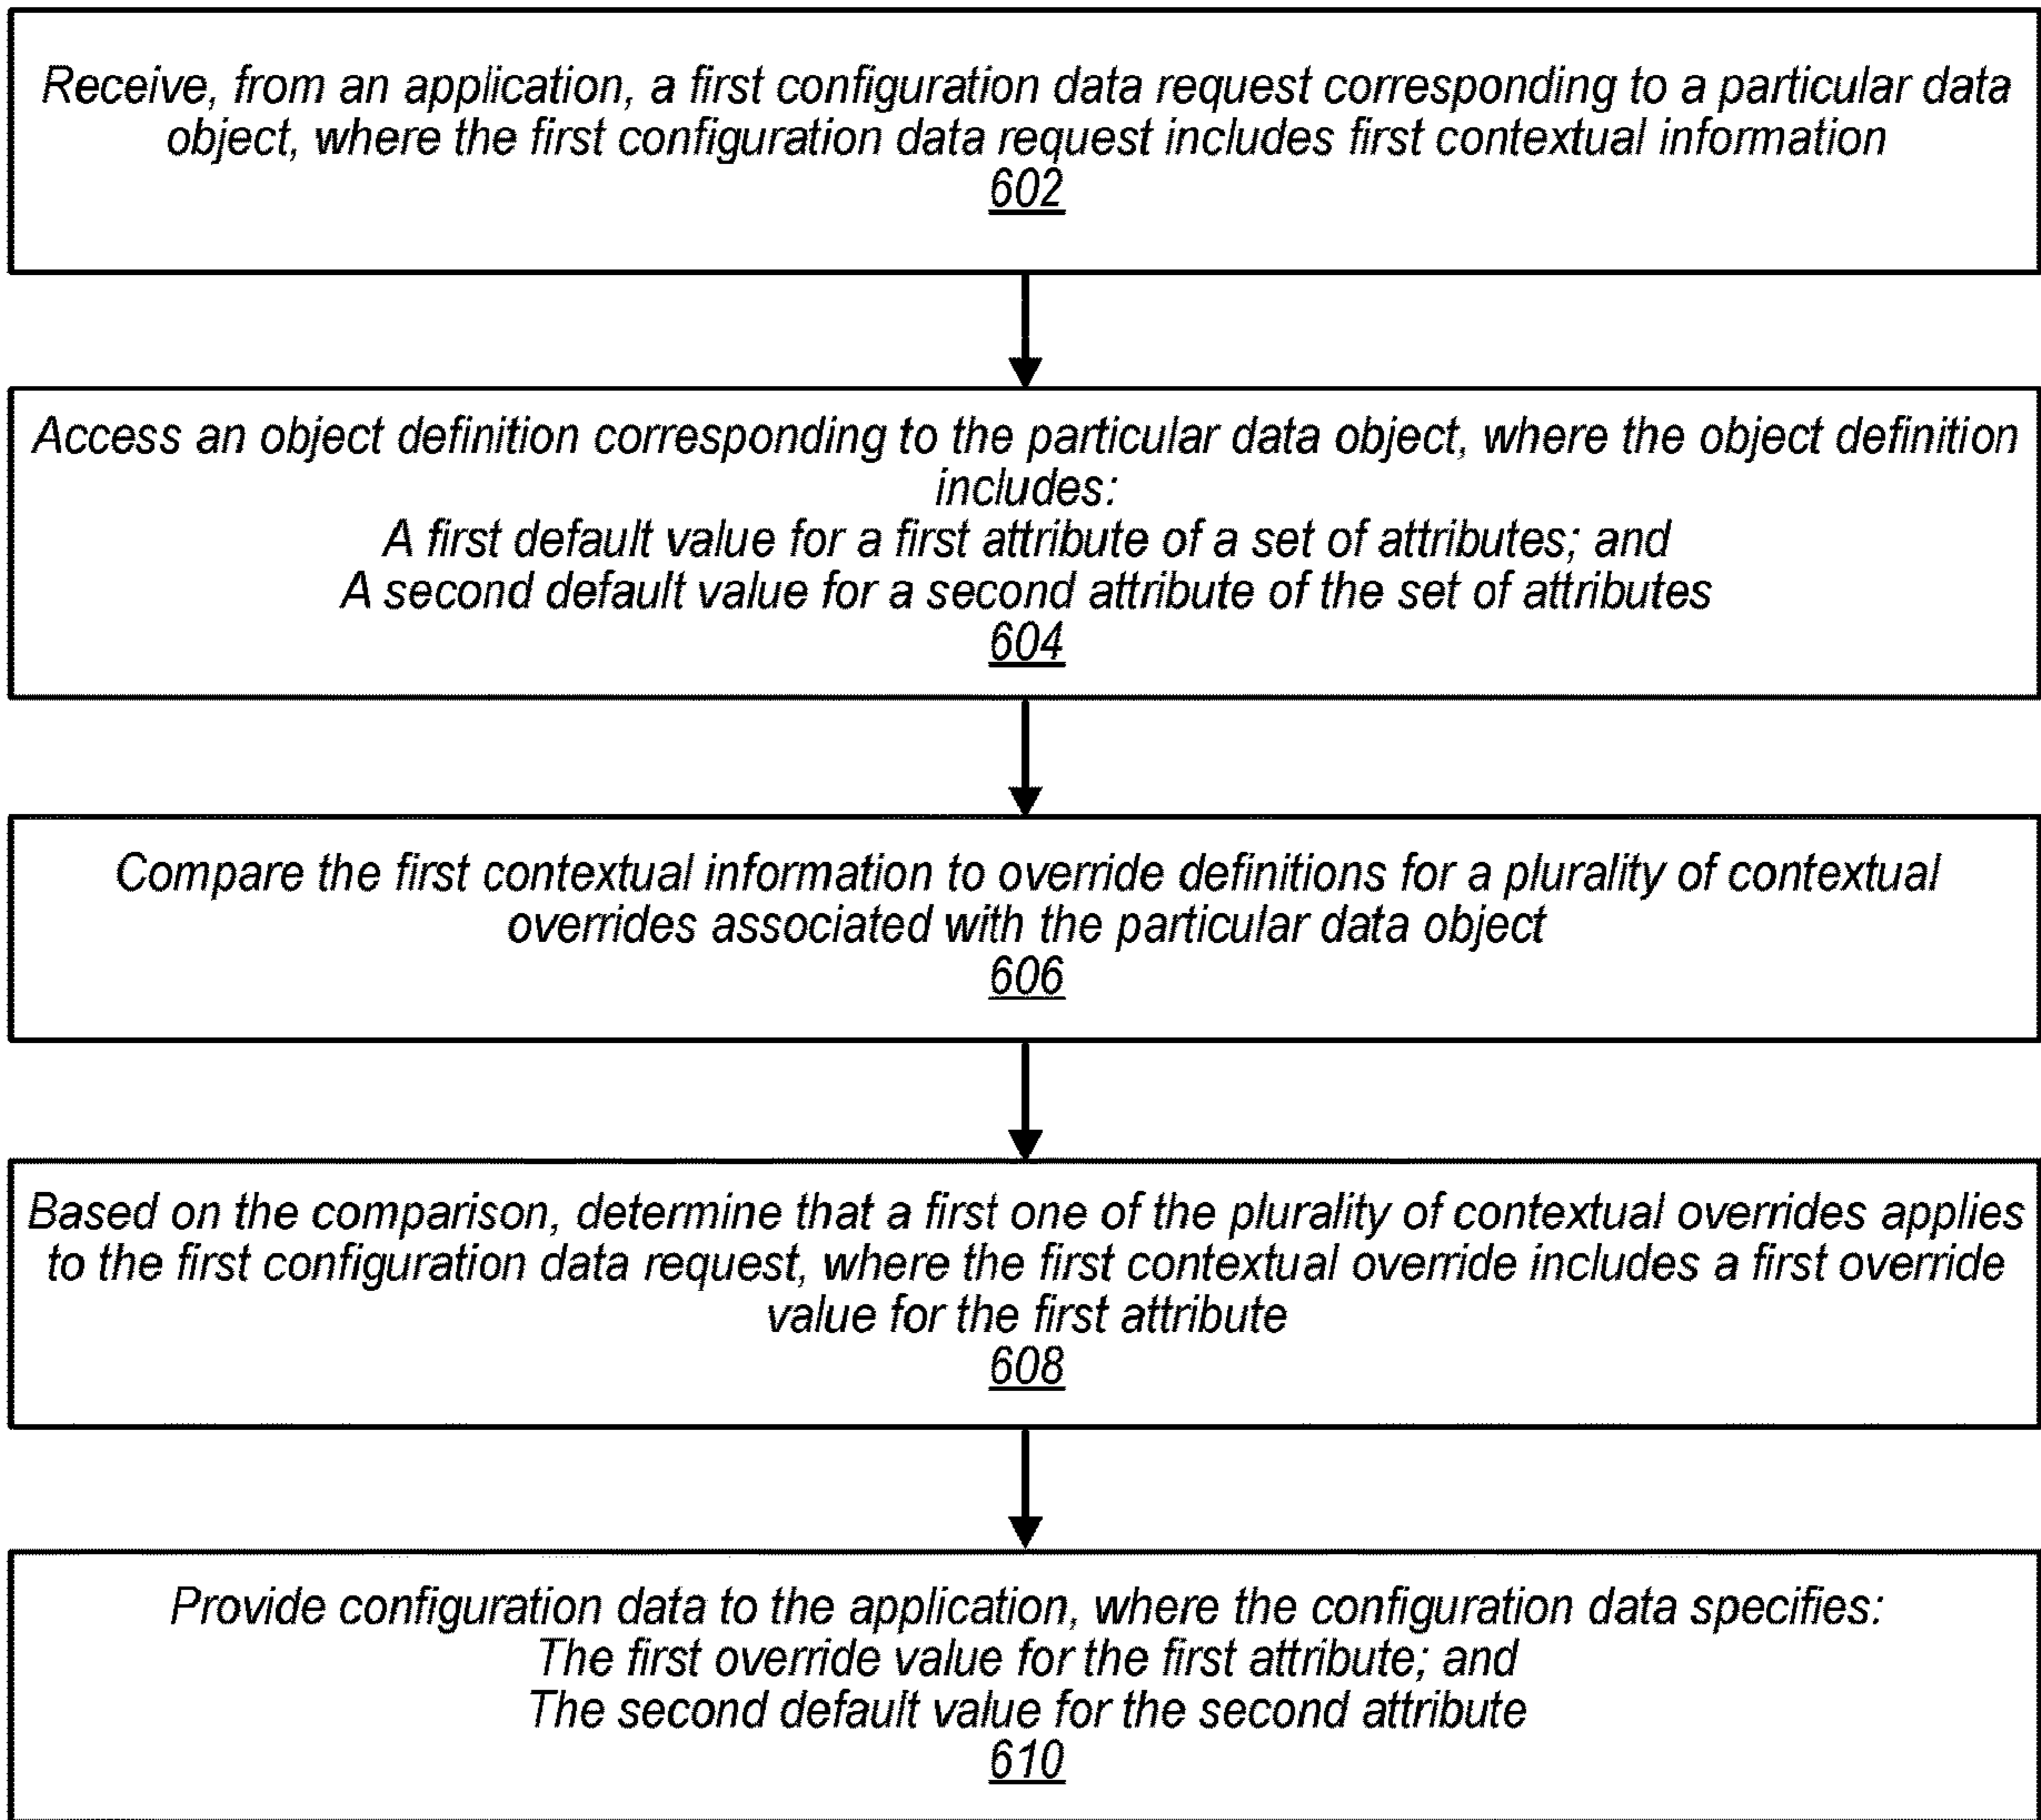 Receive, from an application, a first configuration data request corresponding to a particular data
object, where the first configuration data request includes first contextual information
602
Access an object definition corresponding to the particular data object, where the object definition
includes:
A first default value for a first attribute of a set of attributes; and
A second default value for a second attribute of the set of attributes
604
Compare the first contextual information to override definitions for a plurality of contextual
overrides associated with the particular data object
606
Based on the comparison, determine that a first one of the plurality of contextual overrides applies
to the first configuration data request, where the first contextual override includes a first override
value for the first attribute
608
Provide configuration data to the application, where the configuration data specifies:
The first override value for the first attribute; and
The second default value for the second attribute
610